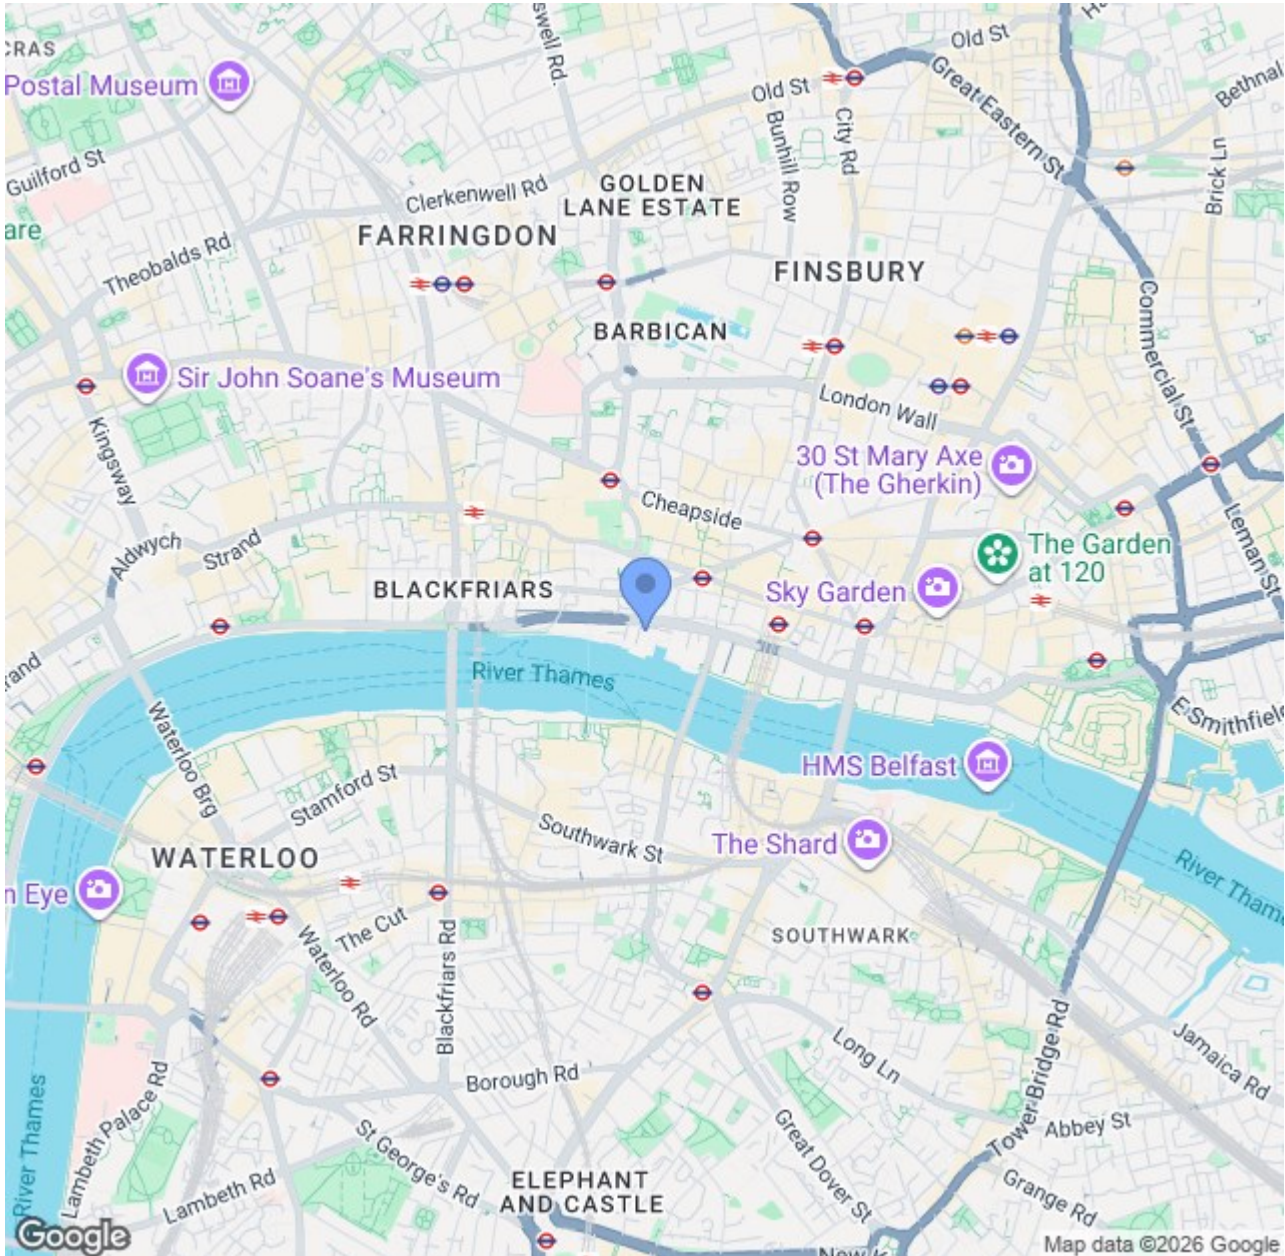 CRAS
Old St
Great Eastern St
swell Rd.
Postal Museum
Old St
City Rd
Bunhill Row
Bethnal
Guilford St
Brick Ln
Clerkenwell Rd
GOLDEN
LANE ESTATE
are
FARRINGDON
Theobalds Rd
FINSBURY
Commercial St
BARBICAN
Sir John Soane's Museum
London Wall
Kingsway
30 St Mary Axe
(The Gherkin)
Cheapside
Leman St
Aldwych
Strand
The Garden
at 120
BLACKFRIARS
Sky Garden
rand
River Thames
E Smithfield
Waterloo Brg
HMS Belfast
Stamford St
Southwark St
The Shard
WATERLOO
River Thame
n Eye
The Cut
Waterloo Rd
Blackfriars Rd
SOUTHWARK
Long Ln
Tower Bridge Rd
Jamaica Rd
Borough Rd
River Thames
Lambeth Palace Rd
Abbey St
St George's Rd
Great Dover St
Lambeth Rd
ELEPHANT
AND CASTLE
Grange Rd
Google
Map data ©2026 Google